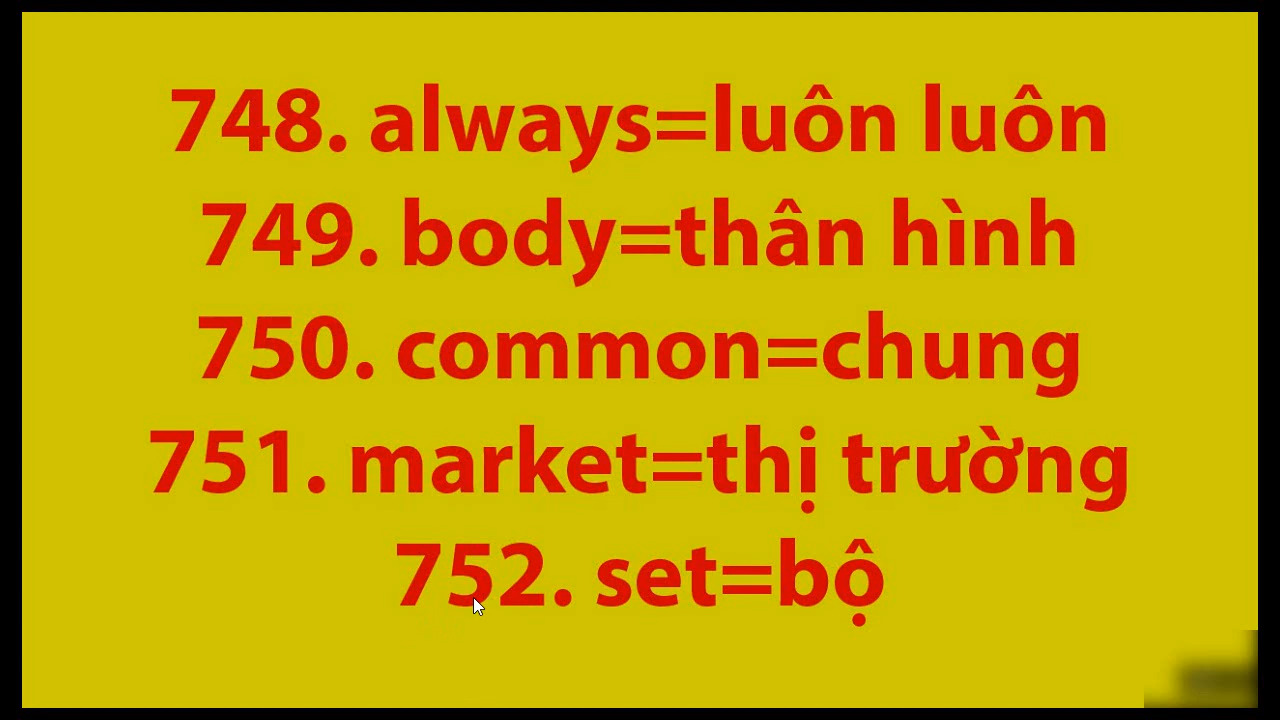 748. always=luôn luôn
749. body=thân hình
750. common=chung
751. market=thị trường
752. set=bộ